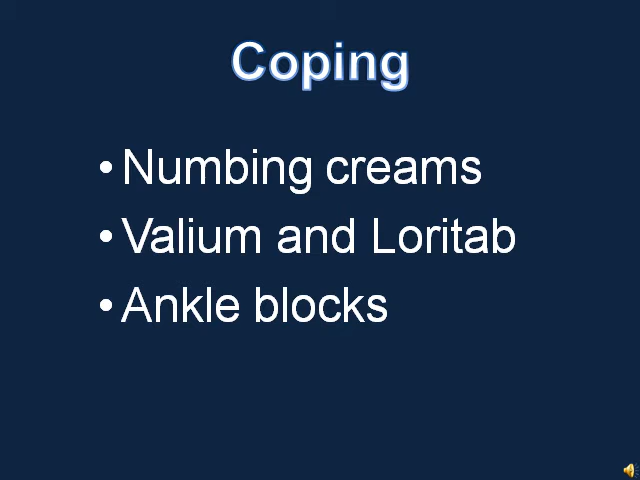 Coping
• Numbing creams
• Valium and Loritab
• Ankle blocks